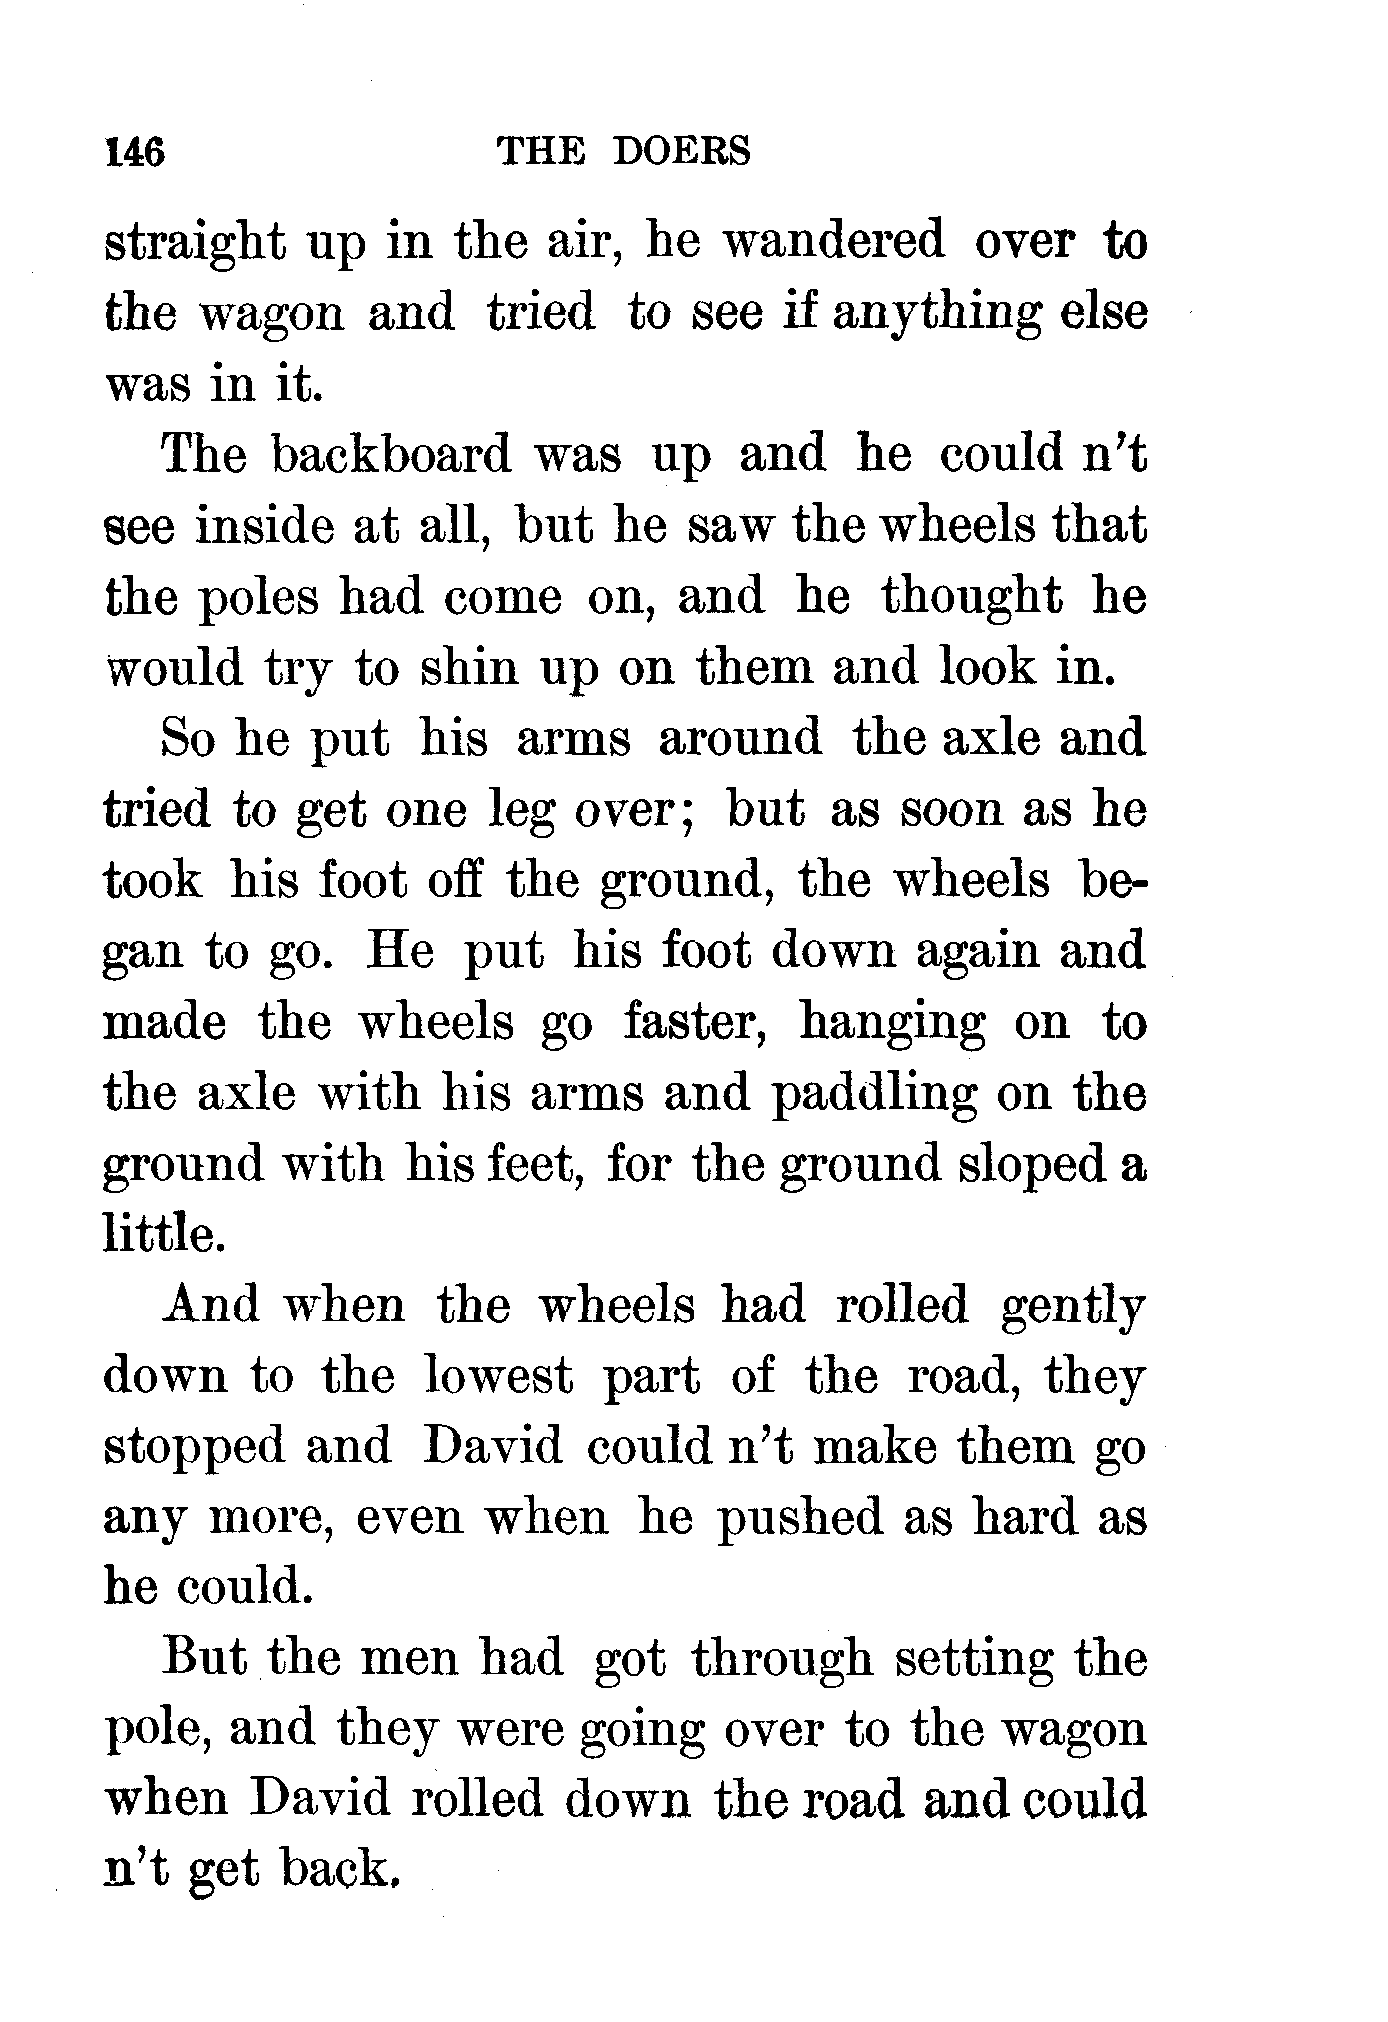 146 THE DOERS
straight up in the air, he wandered over to
the wagon and tried to see if anything else
was in it.
The backboard was up and he could n't
see inside at all, but he saw the wheels that
the poles had come on, and he thought he
would try to shin up on them and look in.
So he put his arms around the axle and
tried to get one leg over; but as soon as he
took his foot off the ground, the wheels be-
gan to go. He put his foot down again and
made the wheels go faster, hanging on to
the axle with his arms and paddling on the
ground with his feet, for the ground sloped a
little.
And when the wheels had rolled gently
down to the lowest part of the road, they
stopped and David could n't make them go
any more, even when he pushed as hard as
he could.
But the men had got through setting the
pole, and they were going over to the wagon
when David rolled down the road and could
n't get back.